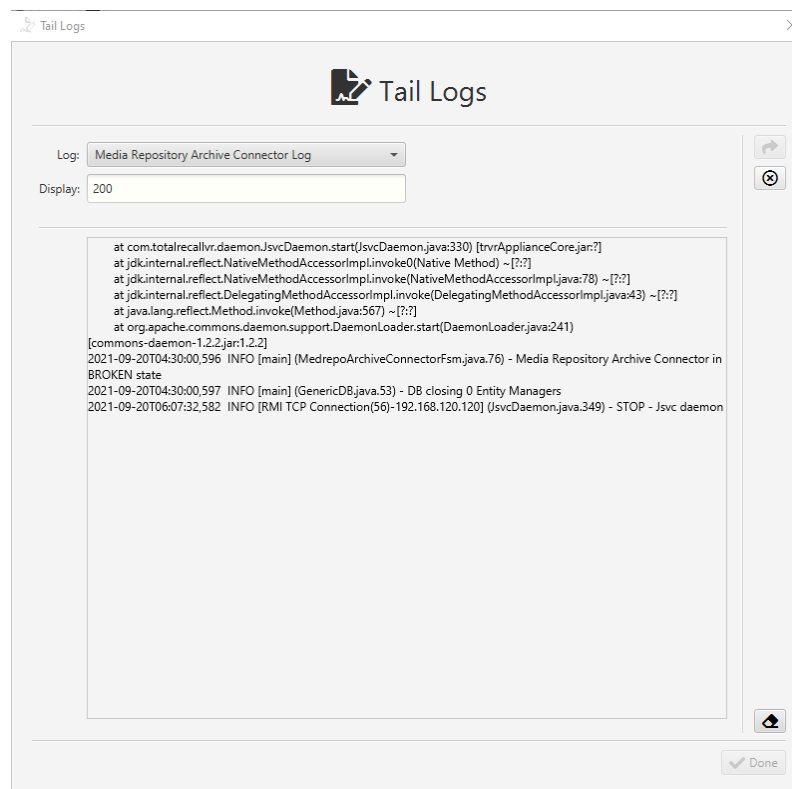 Tail Logs
Tail Logs
Log: Media Repository Archive Connector Log
Display: 200
at com.totalrecallvr.daemon.JsvcDaemon.start(JsvcDaemon.java:330) [trvrApplianceCore.jar:?]
at jdk.internal.reflect.NativeMethodAccessorImpl.invoke0(Native Method) ~[?:?]
at jdk.internal.reflect.NativeMethodAccessorImpl.invoke(NativeMethodAccessorImpl.java:78) ~[?:?]
at jdk.internal.reflect.DelegatingMethodAccessorImpl.invoke(DelegatingMethodAccessorImpl.java:43) ~[?:?]
at java.lang.reflect.Method.invoke(Method.java:567) ~[?:?]
at org.apache.commons.daemon.support.DaemonLoader.start(DaemonLoader.java:241)
[commons-daemon-1.2.2.jar:1.2.2]
2021-09-20T04:30:00,596  INFO [main] (MedrepoArchiveConnectorFsm.java.76) - Media Repository Archive Connector in
BROKEN state
2021-09-20T04:30:00,597  INFO [main] (GenericDB.java.53) - DB closing 0 Entity Managers
2021-09-20T06:07:32,582  INFO [RMI TCP Connection(56)-192.168.120.120] (JsvcDaemon.java.349) - STOP - Jsvc daemon
Done